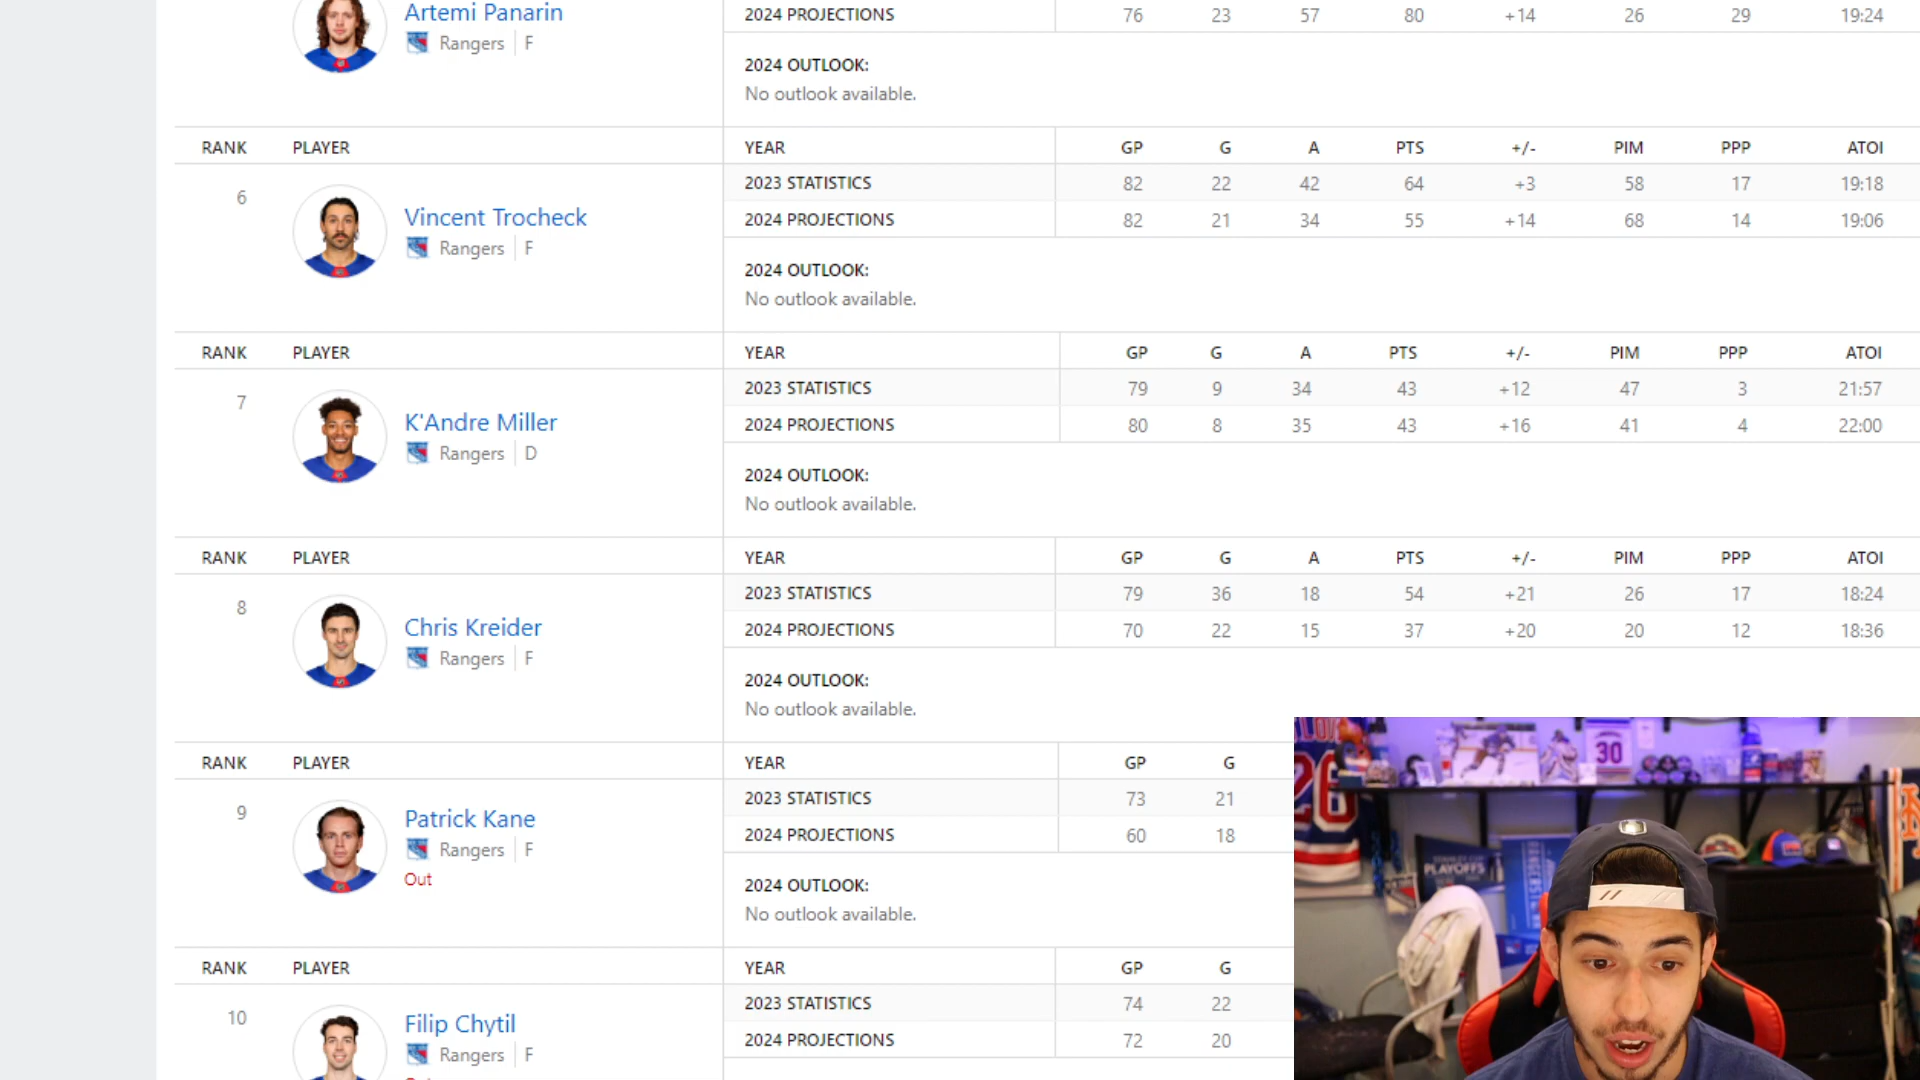 Artemi Panarin
Rangers F
2024 PROJECTIONS 76 23 57 80 +14 26 29 19:24
2024 OUTLOOK:
No outlook available.
RANK PLAYER YEAR GP G A PTS +/- PIM PPP ATOI
6 Vincent Trocheck
Rangers F
2023 STATISTICS 82 22 42 64 +3 58 17 19:18
2024 PROJECTIONS 82 21 34 55 +14 68 14 19:06
2024 OUTLOOK:
No outlook available.
RANK PLAYER YEAR GP G A PTS +/- PIM PPP ATOI
7 K'Andre Miller
Rangers D
2023 STATISTICS 79 9 34 43 +12 47 3 21:57
2024 PROJECTIONS 80 8 35 43 +16 41 4 22:00
2024 OUTLOOK:
No outlook available.
RANK PLAYER YEAR GP G A PTS +/- PIM PPP ATOI
8 Chris Kreider
Rangers F
2023 STATISTICS 79 36 18 54 +21 26 17 18:24
2024 PROJECTIONS 70 22 15 37 +20 20 12 18:36
2024 OUTLOOK:
No outlook available.
RANK PLAYER YEAR GP G
9 Patrick Kane
Rangers F
Out
2023 STATISTICS 73 21
2024 PROJECTIONS 60 18
2024 OUTLOOK:
No outlook available.
RANK PLAYER YEAR GP G
10 Filip Chytil
Rangers F
2023 STATISTICS 74 22
2024 PROJECTIONS 72 20
30
26
PLAYOFFS